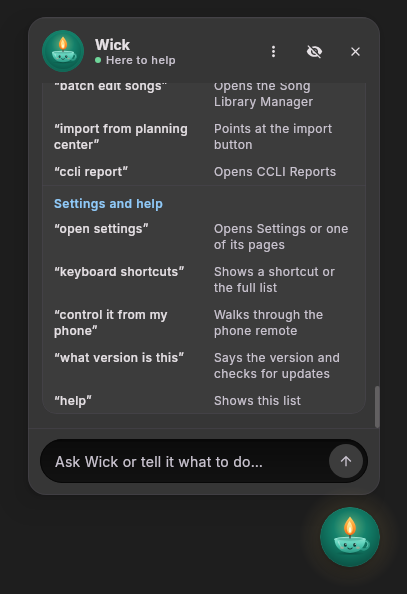 Wick
Here to help
“batch edit songs”
Opens the Song
Library Manager
“import from planning
center”
Points at the import
button
“ccli report”
Opens CCLI Reports
Settings and help
“open settings”
Opens Settings or one
of its pages
“keyboard shortcuts”
Shows a shortcut or
the full list
“control it from my
phone”
Walks through the
phone remote
“what version is this”
Says the version and
checks for updates
“help”
Shows this list
Ask Wick or tell it what to do...